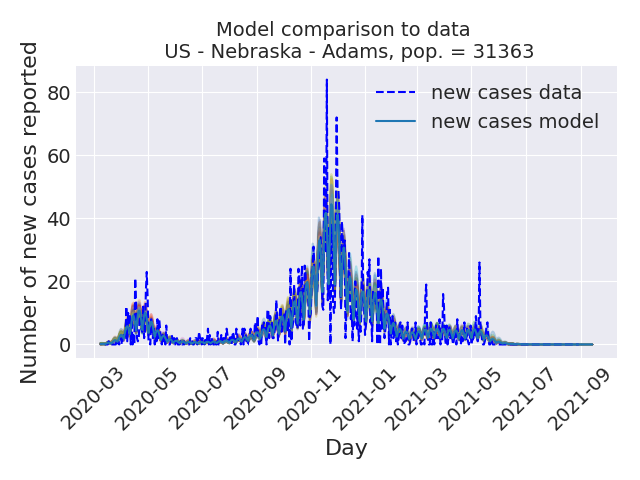 Model comparison to data
US - Nebraska - Adams, pop. = 31363
Number of new cases reported
80
60
40
20
0
new cases data
new cases model
2020-03
2020-05
2020-07
2020-09
2020-11
2021-01
2021-03
2021-05
2021-07
2021-09
Day